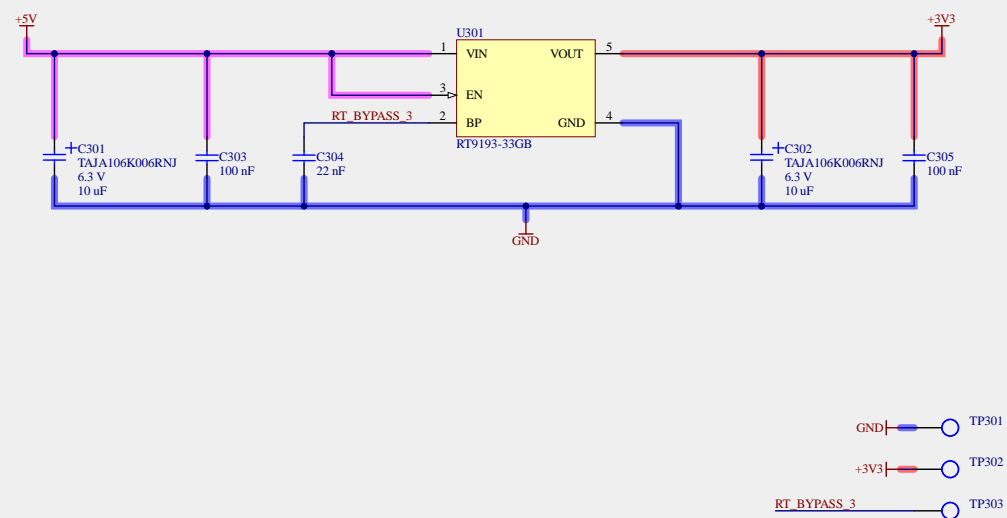 +5V
+3V3
U301
1
VIN
VOUT
5
3
EN
RT_BYPASS_3
2
BP
GND
4
RT9193-33GB
C301
TAJA106K006RNJ
6.3 V
10 uF
C303
100 nF
C304
22 nF
C302
TAJA106K006RNJ
6.3 V
10 uF
C305
100 nF
GND
GND
TP301
+3V3
TP302
RT_BYPASS_3
TP303